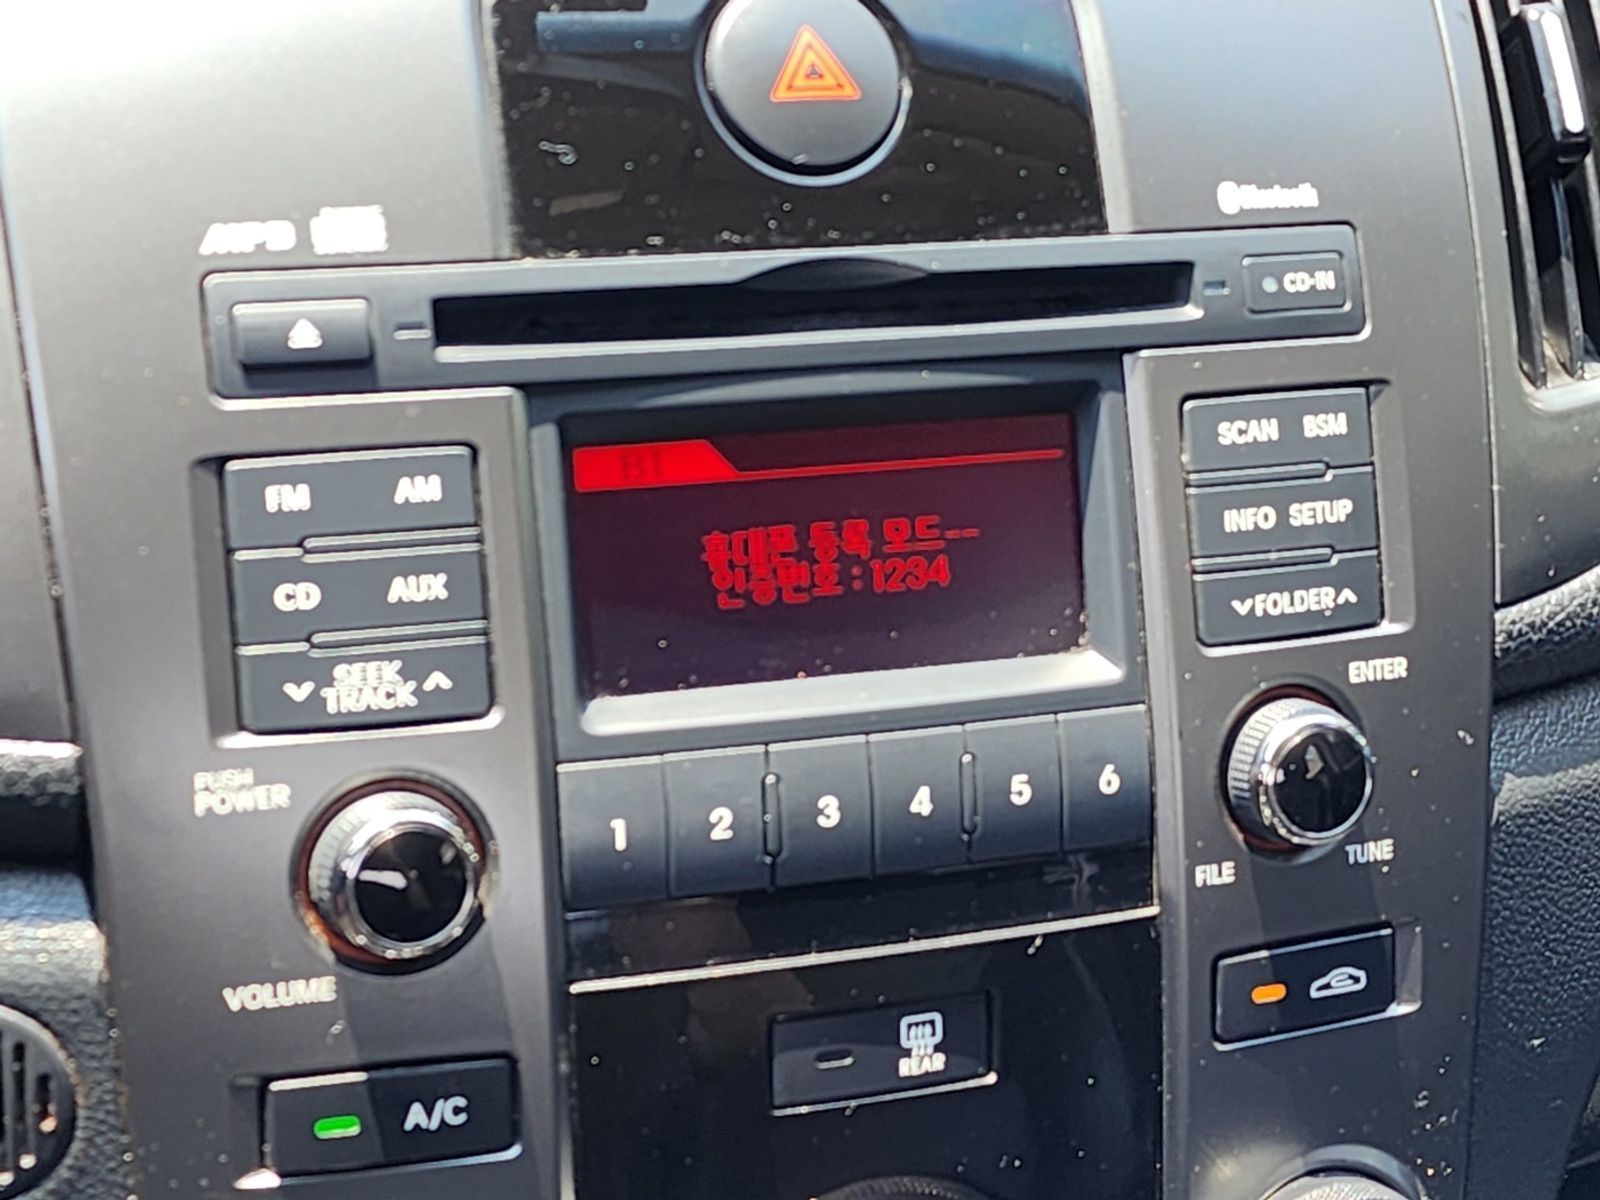 Bluetooth
CD-IN
BT
휴대폰 등록 모드...
인증번호 : 1234
FM AM
CD AUX
SEEK
TRACK
SCAN BSM
INFO SETUP
FOLDER
PUSH
POWER
VOLUME
1 2 3 4 5 6
ENTER
FILE TUNE
REAR
A/C